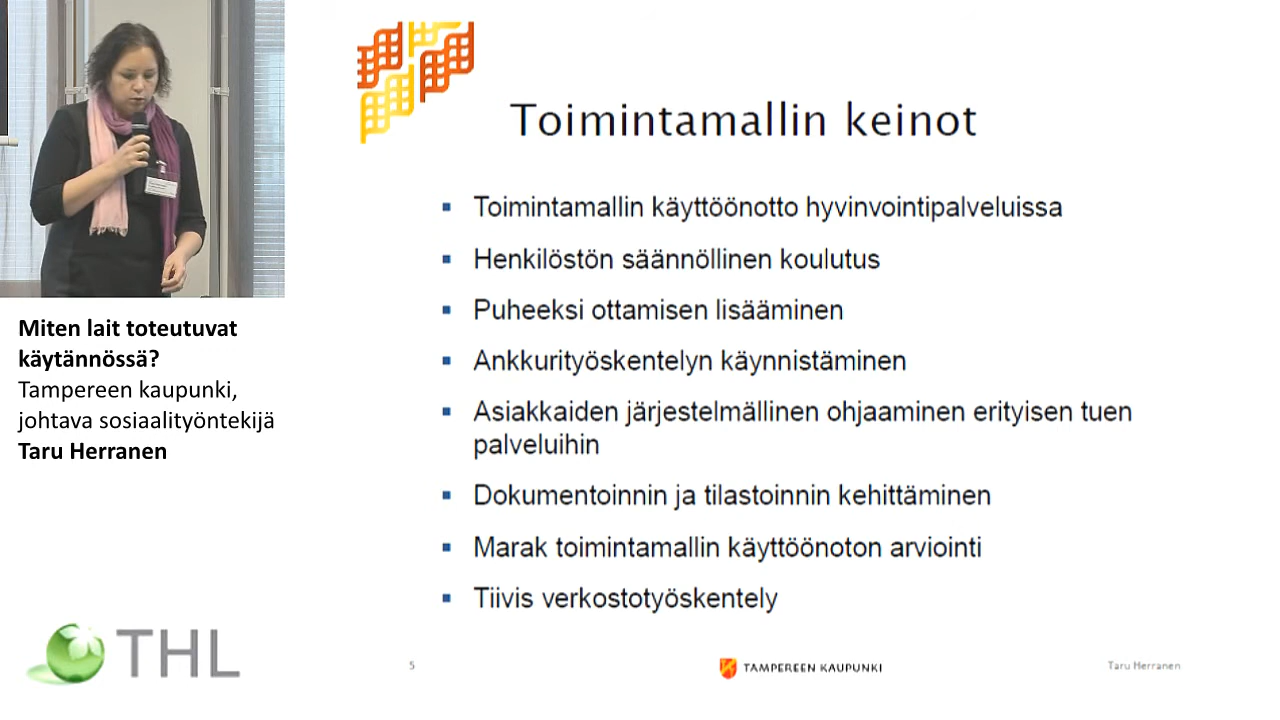 Toimintamallin keinot
Toimintamallin käyttöönotto hyvinvointipalveluissa
Henkilöstön säännöllinen koulutus
Puheeksi ottamisen lisääminen
Ankkurityöskentelyn käynnistäminen
Asiakkaiden järjestelmällinen ohjaaminen erityisen tuen
palveluihin
Dokumentoinnin ja tilastoinnin kehittäminen
Marak toimintamallin käyttöönoton arviointi
Tiivis verkostotyöskentely
5
TAMPEREEN KAUPUNKI
Taru Herranen
Miten lait toteutuvat
käytännössä?
Tampereen kaupunki,
johtava sosiaalityöntekijä
Taru Herranen
THL